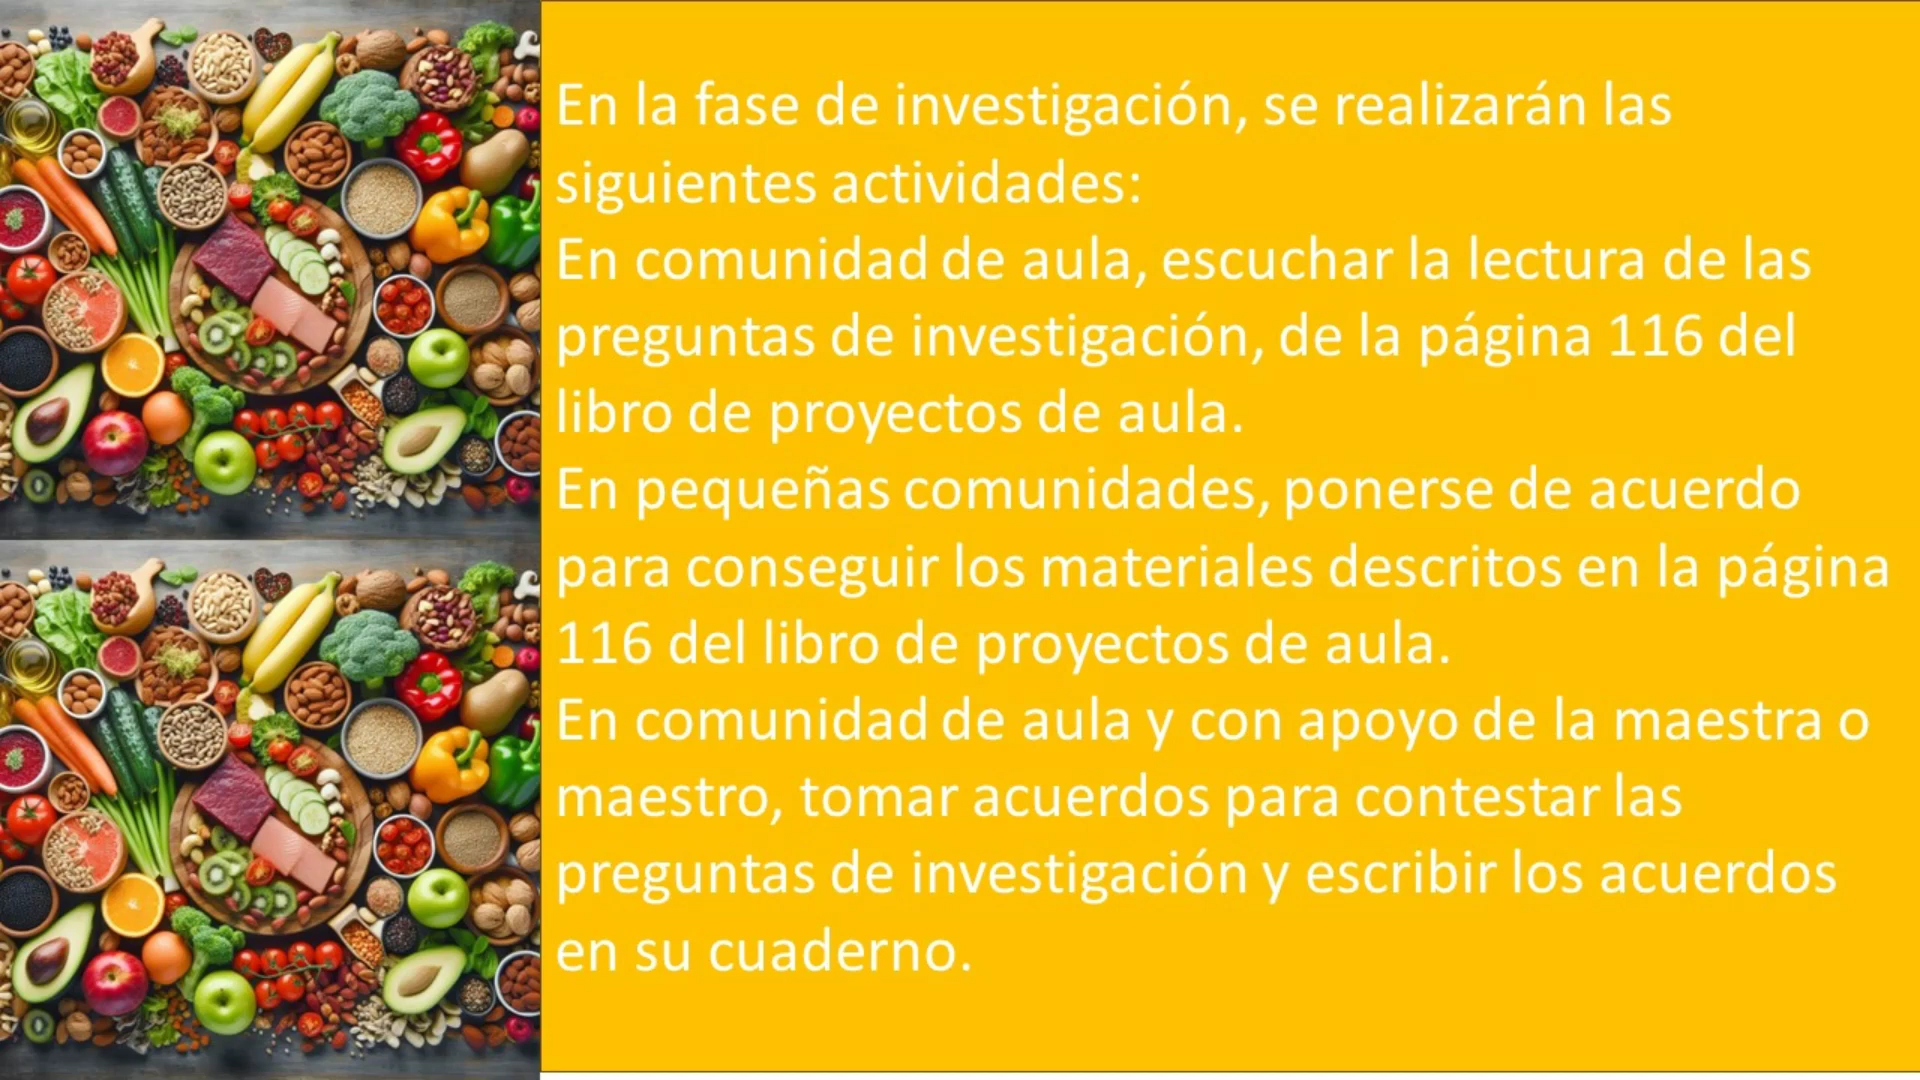 En la fase de investigación, se realizarán las
siguientes actividades:
En comunidad de aula, escuchar la lectura de las
preguntas de investigación, de la página 116 del
libro de proyectos de aula.
En pequeñas comunidades, ponerse de acuerdo
para conseguir los materiales descritos en la página
116 del libro de proyectos de aula.
En comunidad de aula y con apoyo de la maestra o
maestro, tomar acuerdos para contestar las
preguntas de investigación y escribir los acuerdos
en su cuaderno.